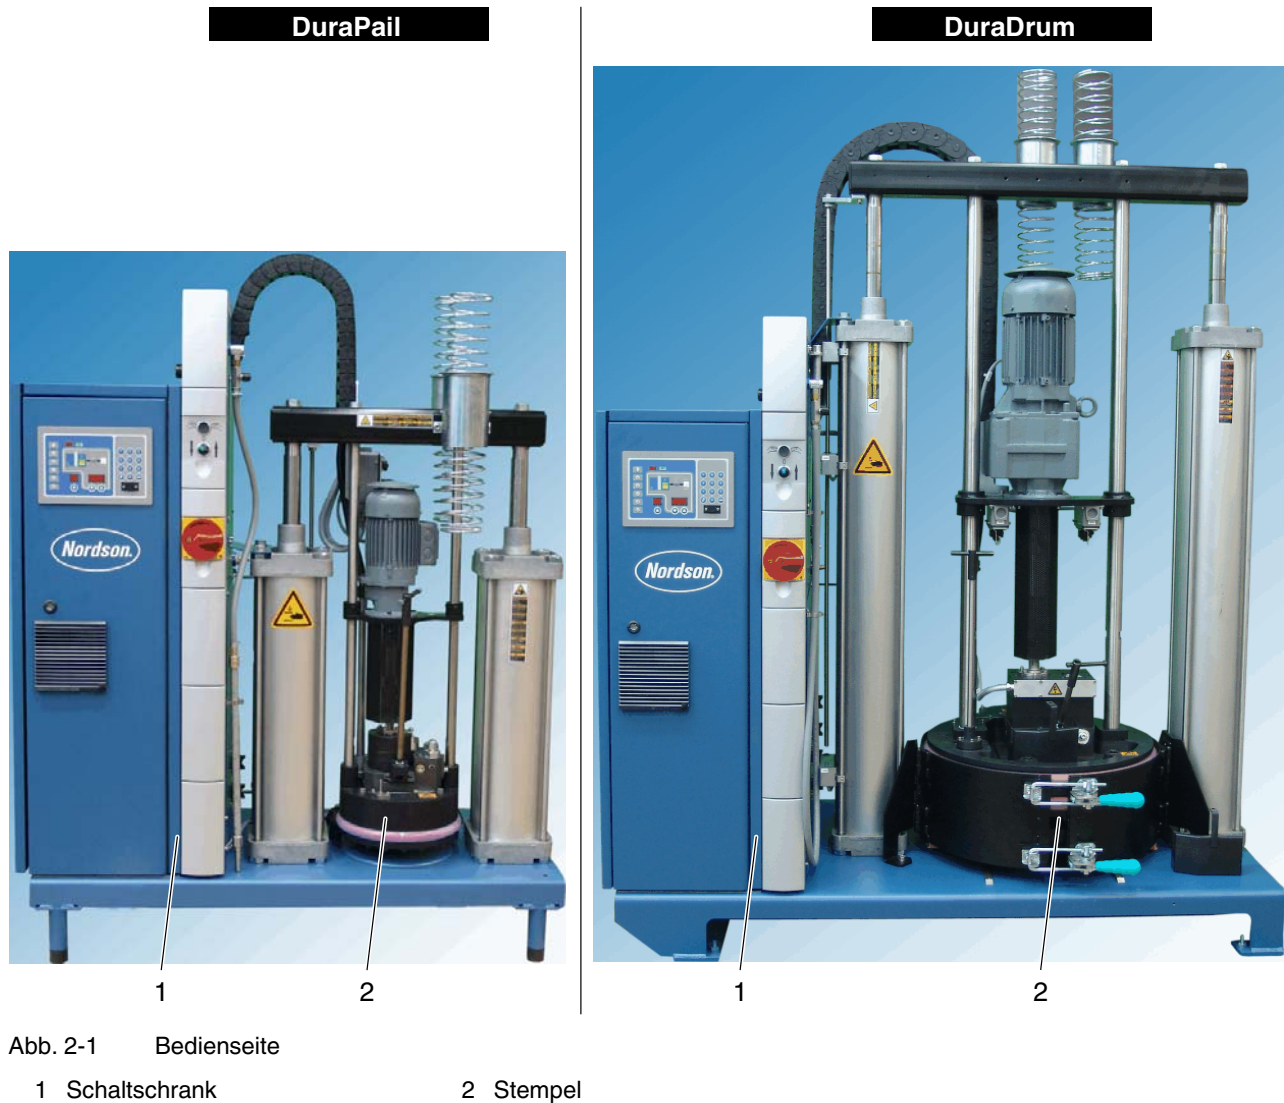 DuraPail
DuraDrum
Nordson.
Nordson.
1
2
1
2
Abb. 2-1 Bedienseite
1 Schaltschrank 2 Stempel